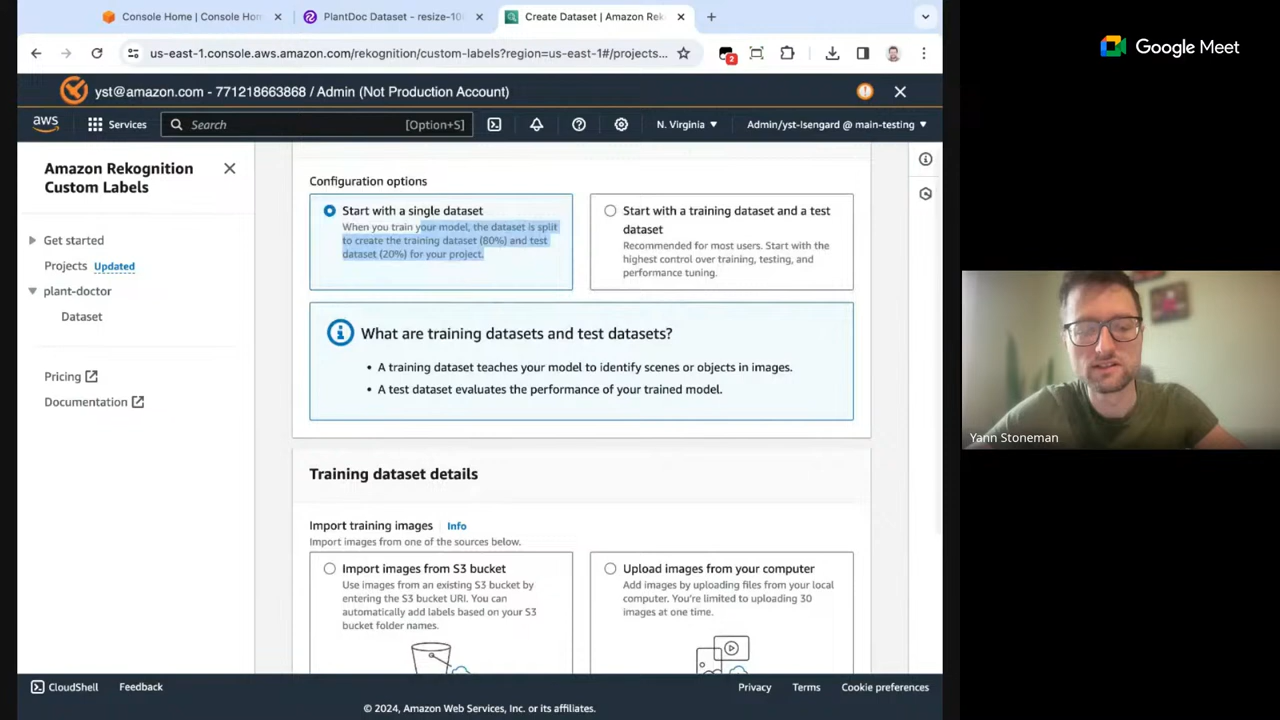 Console Home | Console Hom
PlantDoc Dataset - resize-10
Create Dataset | Amazon Rek
us-east-1.console.aws.amazon.com/rekognition/custom-labels?region=us-east-1#/projects...
2
yst@amazon.com - 771218663868 / Admin (Not Production Account)
aws
Services
Search
[Option+S]
N. Virginia
Admin/yst-Isengard @ main-testing
Amazon Rekognition
Custom Labels
Get started
Projects Updated
plant-doctor
Dataset
Pricing
Documentation
Configuration options
Start with a single dataset
When you train your model, the dataset is split
to create the training dataset (80%) and test
dataset (20%) for your project.
Start with a training dataset and a test
dataset
Recommended for most users. Start with the
highest control over training, testing, and
performance tuning.
What are training datasets and test datasets?
• A training dataset teaches your model to identify scenes or objects in images.
• A test dataset evaluates the performance of your trained model.
Training dataset details
Import training images Info
Import images from one of the sources below.
Import images from S3 bucket
Use images from an existing S3 bucket by
entering the S3 bucket URI. You can
automatically add labels based on your S3
bucket folder names.
Upload images from your computer
Add images by uploading files from your local
computer. You're limited to uploading 30
images at one time.
CloudShell
Feedback
Privacy
Terms
Cookie preferences
© 2024, Amazon Web Services, Inc. or its affiliates.
Google Meet
Yann Stoneman